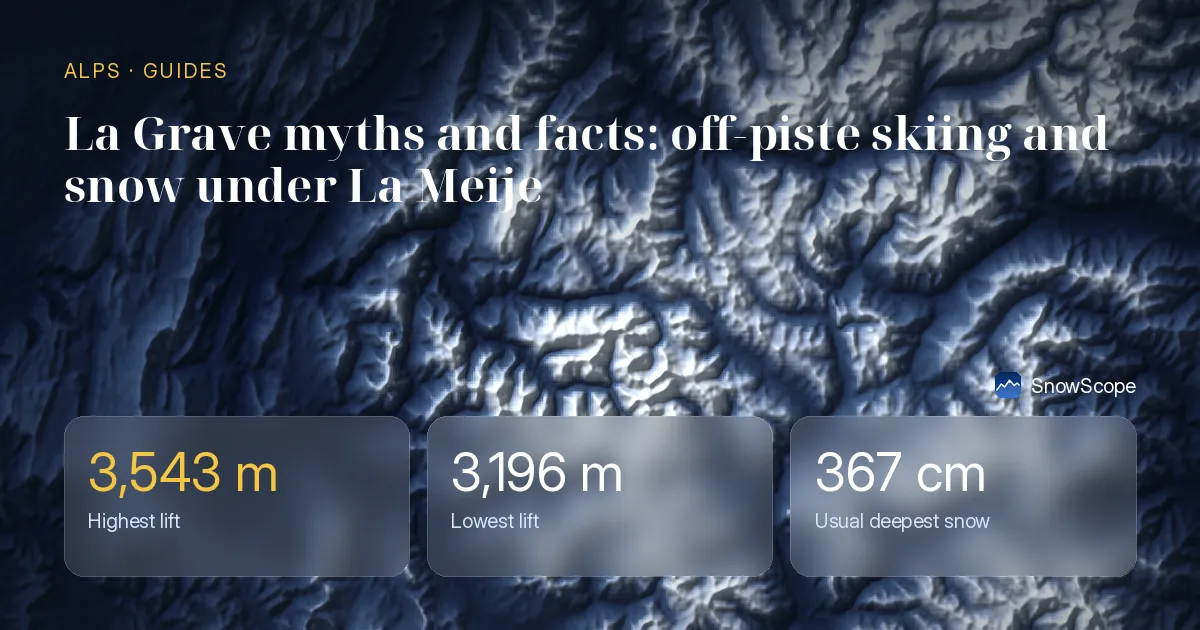 ALPS · GUIDES
La Grave myths and facts: off-piste skiing and
snow under La Meije
SnowScope
3,543 m
Highest lift
3,196 m
Lowest lift
367 cm
Usual deepest snow